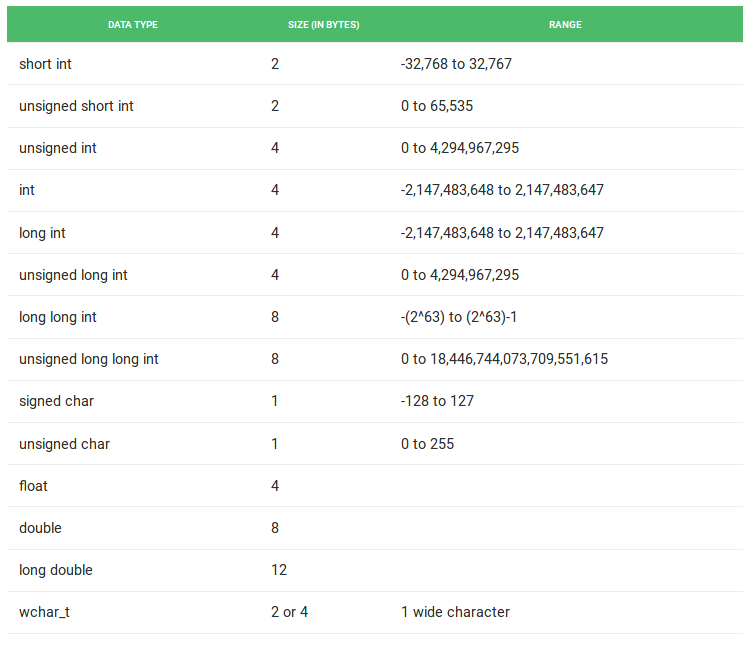 DATA TYPE SIZE (IN BYTES) RANGE
short int 2 -32,768 to 32,767
unsigned short int 2 0 to 65,535
unsigned int 4 0 to 4,294,967,295
int 4 -2,147,483,648 to 2,147,483,647
long int 4 -2,147,483,648 to 2,147,483,647
unsigned long int 4 0 to 4,294,967,295
long long int 8 -(2^63) to (2^63)-1
unsigned long long int 8 0 to 18,446,744,073,709,551,615
signed char 1 -128 to 127
unsigned char 1 0 to 255
float 4
double 8
long double 12
wchar_t 2 or 4 1 wide character